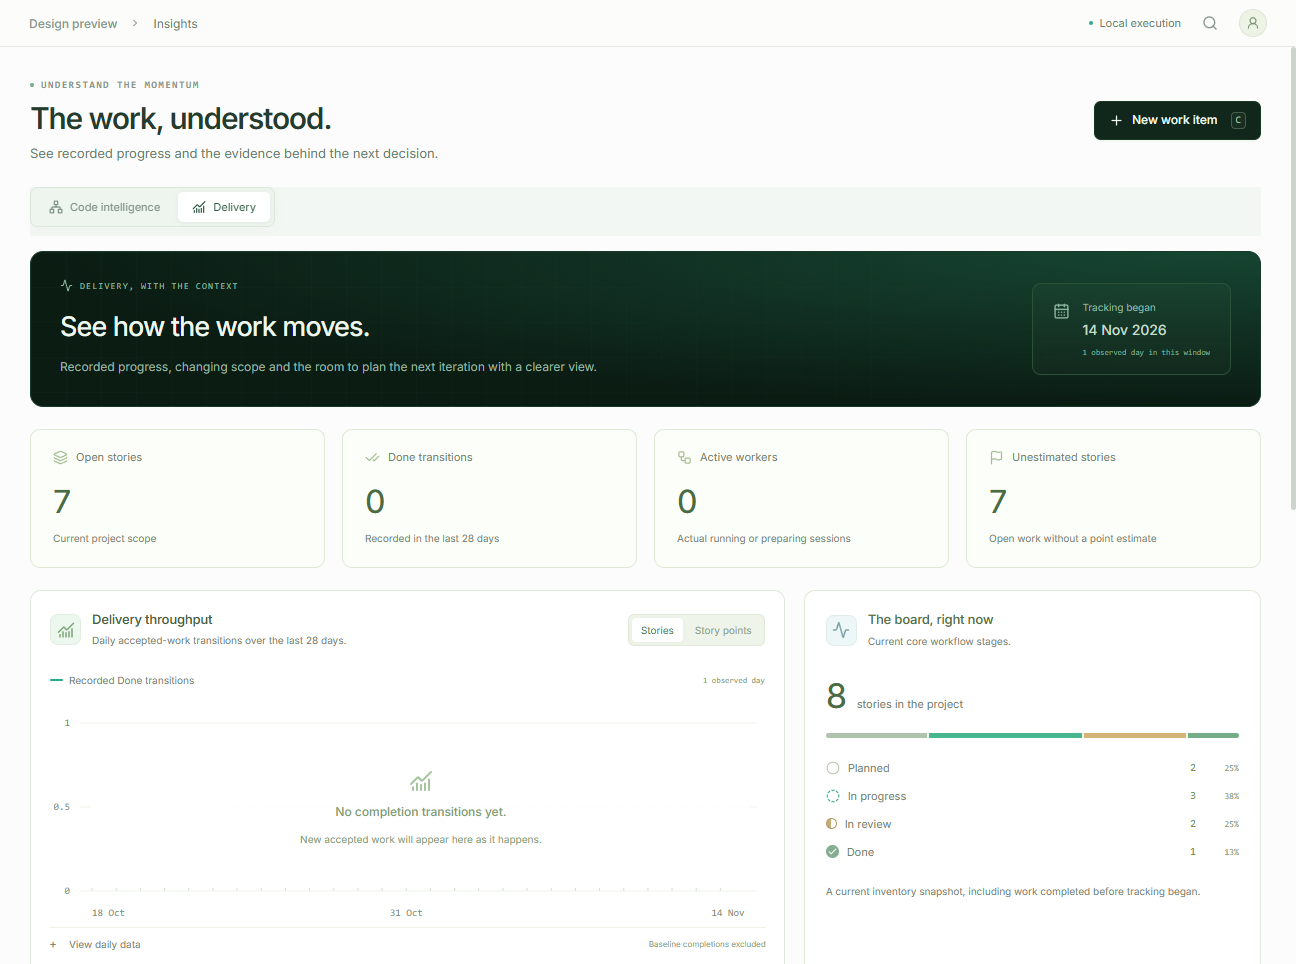 Design preview > Insights
Local execution
UNDERSTAND THE MOMENTUM
The work, understood.
See recorded progress and the evidence behind the next decision.
New work item C
Code intelligence
Delivery
DELIVERY, WITH THE CONTEXT
See how the work moves.
Recorded progress, changing scope and the room to plan the next iteration with a clearer view.
Tracking began
14 Nov 2026
1 observed day in this window
Open stories
7
Current project scope
Done transitions
0
Recorded in the last 28 days
Active workers
0
Actual running or preparing sessions
Unestimated stories
7
Open work without a point estimate
Delivery throughput
Daily accepted-work transitions over the last 28 days.
Stories
Story points
Recorded Done transitions
1 observed day
1
0.5
0
No completion transitions yet.
New accepted work will appear here as it happens.
18 Oct
31 Oct
14 Nov
+ View daily data
Baseline completions excluded
The board, right now
Current core workflow stages.
8 stories in the project
Planned 2 25%
In progress 3 38%
In review 2 25%
Done 1 13%
A current inventory snapshot, including work completed before tracking began.